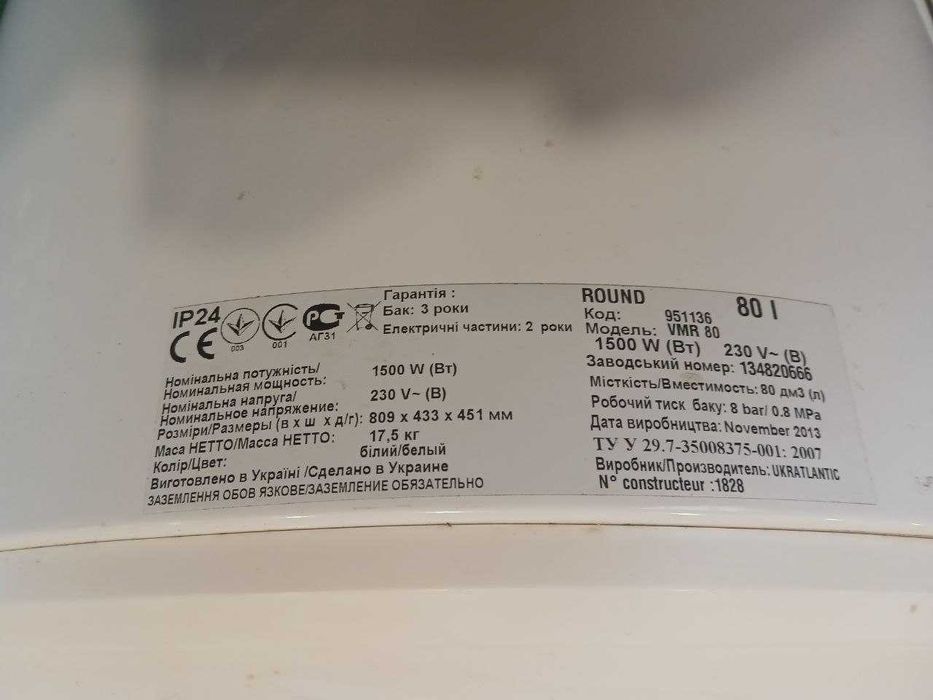 IP24
CE
003
001
РС
АГ31
Гарантія :
Бак: 3 роки
Електричні частини: 2 роки
Номінальна потужність/
Номинальная мощность: 1500 W (Вт)
Номінальна напруга/
Номинальное напряжение: 230 V~ (В)
Розміри/Размеры (в х ш х д/г): 809 х 433 х 451 мм
Маса НЕТТО/Масса НЕТТО: 17,5 кг
Колір/Цвет: білий/белый
Виготовлено в Україні /Сделано в Украине
ЗАЗЕМЛЕННЯ ОБОВ ЯЗКОВЕ/ЗАЗЕМЛЕНИЕ ОБЯЗАТЕЛЬНО
ROUND 80 l
Код: 951136
Модель: VMR 80
1500 W (Вт) 230 V~ (В)
Заводський номер: 134820666
Місткість/Вместимость: 80 дм3 (л)
Робочий тиск баку: 8 bar/ 0.8 MPa
Дата виробництва: November 2013
ТУ У 29.7-35008375-001: 2007
Виробник/Производитель: UKRATLANTIC
N° constructeur :1828